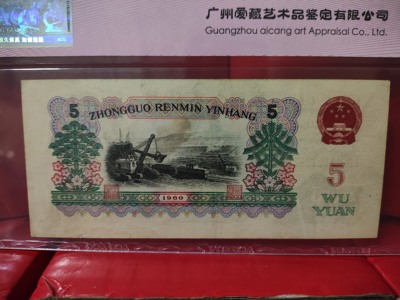 广州爱藏艺术品鉴定有限公司
Guangzhou aicang art Appraisal Co., Ltd.
5 ZHONGGUO RENMIN YINHANG 5
5
WU
YUAN
1960